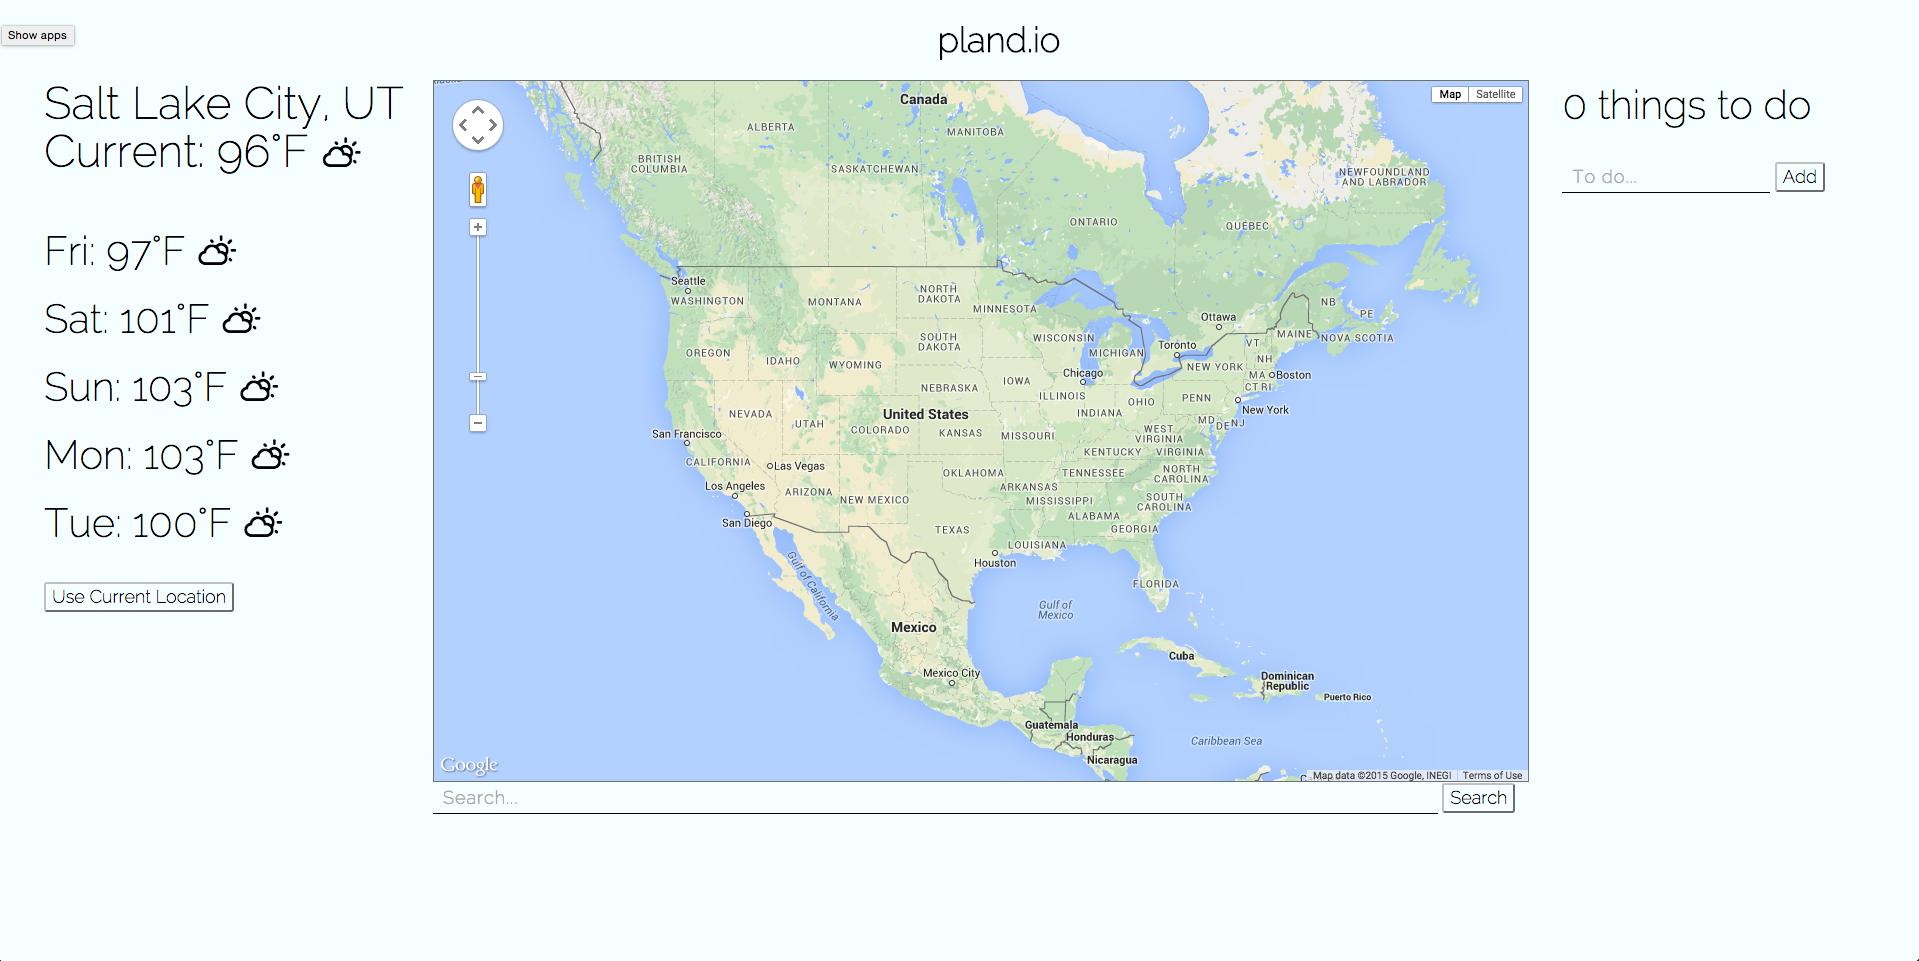 Show apps
pland.io
Salt Lake City, UT
Current: 96°F
Fri: 97°F
Sat: 101°F
Sun: 103°F
Mon: 103°F
Tue: 100°F
Use Current Location
Map
Satellite
Canada
ALBERTA
MANITOBA
BRITISH
COLUMBIA
SASKATCHEWAN
NEWFOUNDLAND
AND LABRADOR
ONTARIO
QUÉBEC
Seattle
WASHINGTON
MONTANA
NORTH
DAKOTA
MINNESOTA
NB
PE
Ottawa
MAINE
NOVA SCOTIA
OREGON
IDAHO
WYOMING
SOUTH
DAKOTA
WISCONSIN
MICHIGAN
Toronto
VT
NH
NEW YORK
MA
Boston
CT RI
Chicago
IOWA
NEBRASKA
ILLINOIS
INDIANA
OHIO
PENN
New York
NEVADA
UTAH
United States
COLORADO
KANSAS
MISSOURI
WEST
VIRGINIA
MD
DE
NJ
San Francisco
CALIFORNIA
Las Vegas
KENTUCKY
VIRGINIA
OKLAHOMA
TENNESSEE
NORTH
CAROLINA
Los Angeles
ARIZONA
NEW MEXICO
ARKANSAS
MISSISSIPPI
SOUTH
CAROLINA
San Diego
TEXAS
ALABAMA
GEORGIA
LOUISIANA
Houston
FLORIDA
Gulf of California
Gulf of
Mexico
Mexico
Mexico City
Cuba
Dominican
Republic
Puerto Rico
Guatemala
Honduras
Nicaragua
Caribbean Sea
Google
Map data ©2015 Google, INEGI
Terms of Use
Search...
Search
0 things to do
To do...
Add